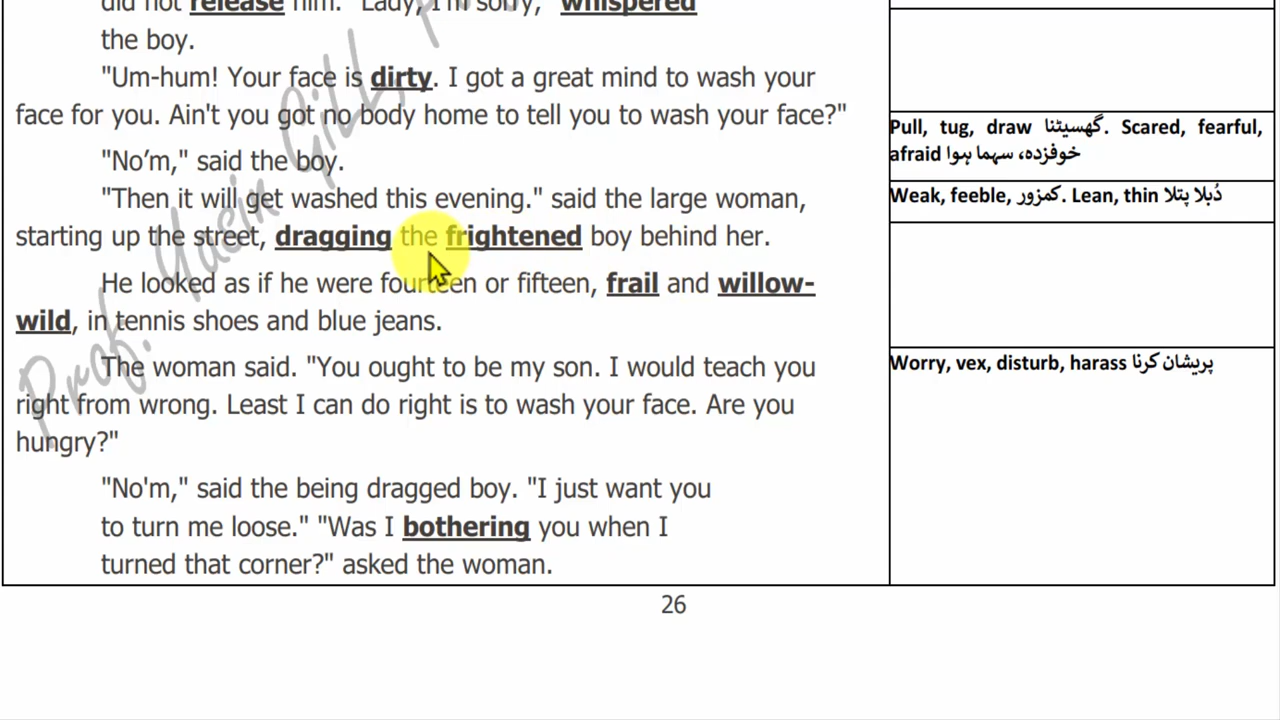 did not release him. "Lady, I'm sorry," whispered
the boy.
"Um-hum! Your face is dirty. I got a great mind to wash your
face for you. Ain't you got no body home to tell you to wash your face?"
"No’m," said the boy.
"Then it will get washed this evening." said the large woman,
starting up the street, dragging the frightened boy behind her.
He looked as if he were fourteen or fifteen, frail and willow-
wild, in tennis shoes and blue jeans.
The woman said. "You ought to be my son. I would teach you
right from wrong. Least I can do right is to wash your face. Are you
hungry?"
"No'm," said the being dragged boy. "I just want you
to turn me loose." "Was I bothering you when I
turned that corner?" asked the woman.
Pull, tug, draw گھسیٹنا. Scared, fearful,
afraid خوفزدہ، سہما ہوا
Weak, feeble, کمزور. Lean, thin دُبلا پتلا
Worry, vex, disturb, harass پریشان کرنا
26
Prof. Yasin Gill,